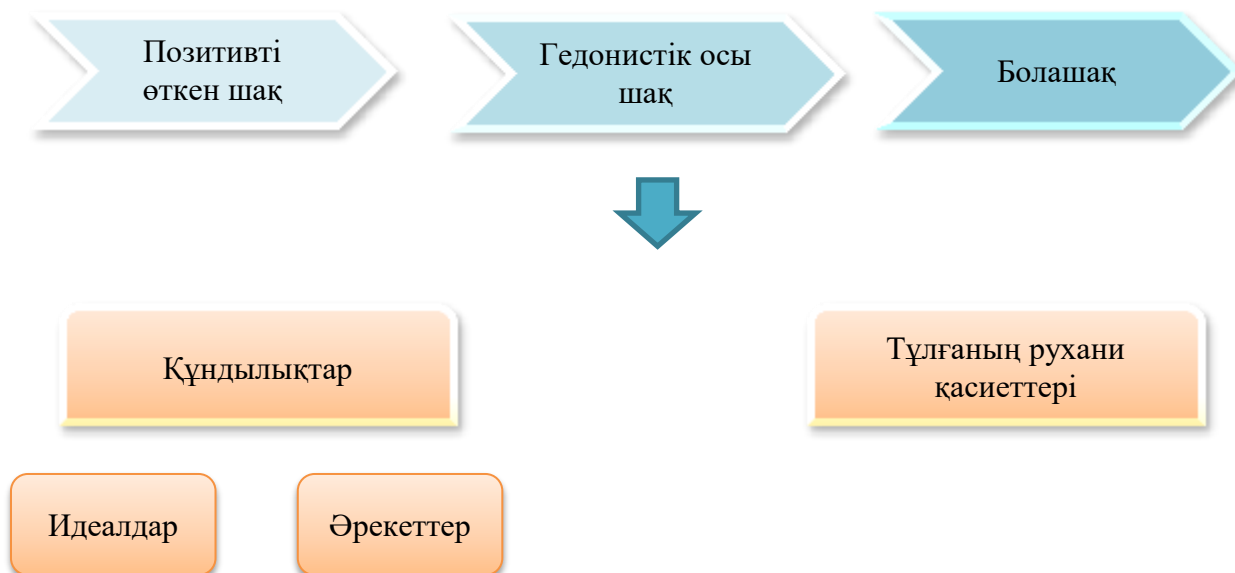 Позитивті
өткен шақ
Гедонистік осы
шақ
Болашақ
Құндылықтар
Тұлғаның рухани
қасиеттері
Идеалдар
Әрекеттер